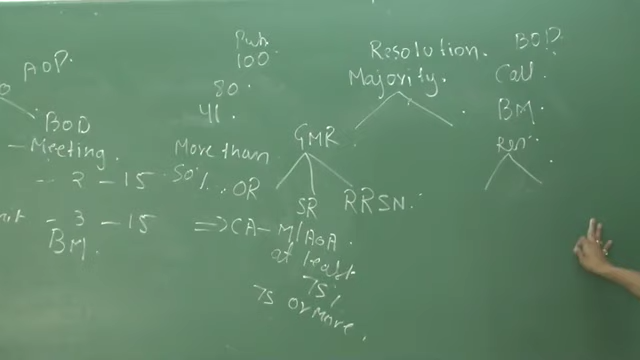 AOP.
BOD
- Meeting.
- 2 - 15
- 3 - 15
BM.
Pub
100
80.
41.
More than
50%. OR
Resolution.
Majority.
GMR
SR
RRSN.
⇒ CA - M/AOA.
at least
75%
75 or more.
BOD.
Call.
BM.
Res